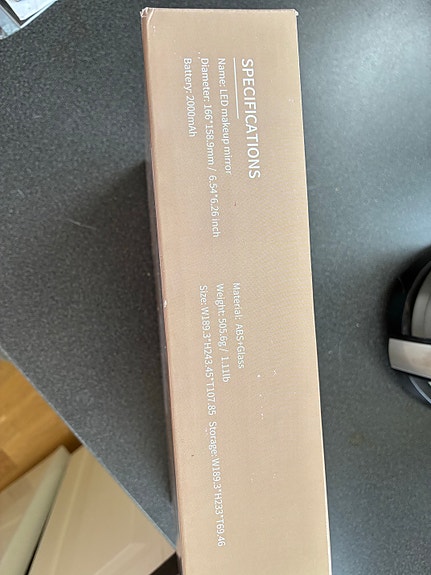 SPECIFICATIONS
Name: LED makeup mirror
Diameter: 166*158.9mm / 6.54*6.26 inch
Battery: 2000mAh
Material: ABS+Glass
Weight: 505.6g / 1.11lb
Size: W189.3*H243.45*T107.85 Storage: W189.3*H233*T69.46